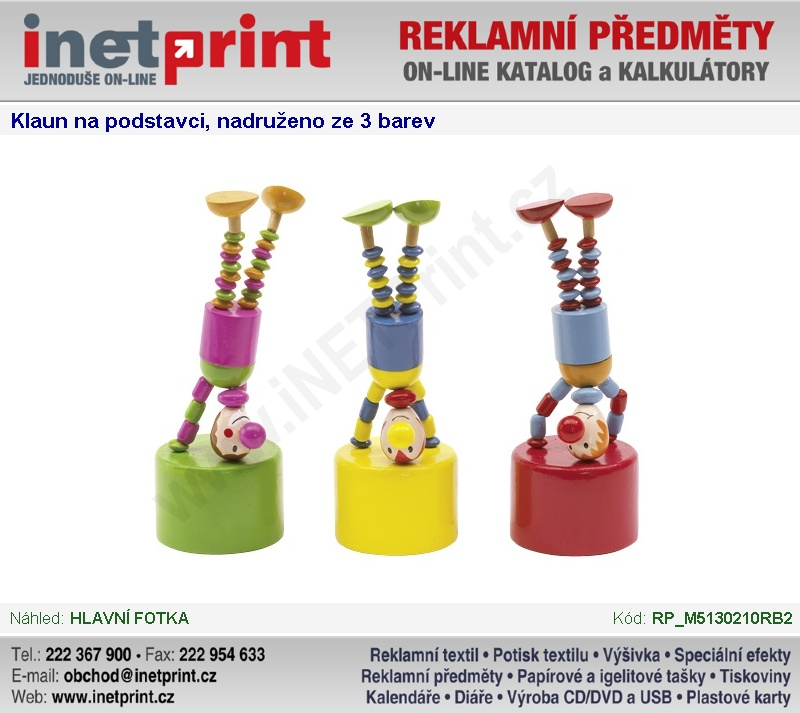 inetprint
JEDNODUŠE ON-LINE
REKLAMNÍ PŘEDMĚTY
ON-LINE KATALOG a KALKULÁTORY
Klaun na podstavci, nadruženo ze 3 barev
www.iNETprint.cz
Náhled: HLAVNÍ FOTKA
Kód: RP_M5130210RB2
Tel.: 222 367 900 • Fax: 222 954 633
E-mail: obchod@inetprint.cz
Web: www.inetprint.cz
Reklamní textil • Potisk textilu • Výšivka • Speciální efekty
Reklamní předměty • Papírové a igelitové tašky • Tiskoviny
Kalendáře • Diáře • Výroba CD/DVD a USB • Plastové karty